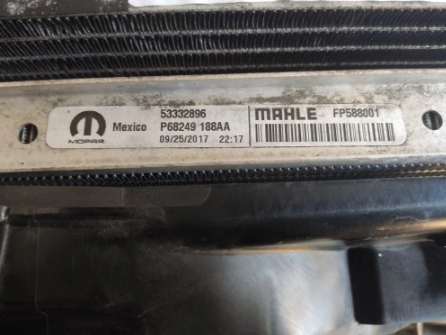 53332896
Mexico P68249 188AA
MOPAR 09/25/2017 22:17
MAHLE FP588001